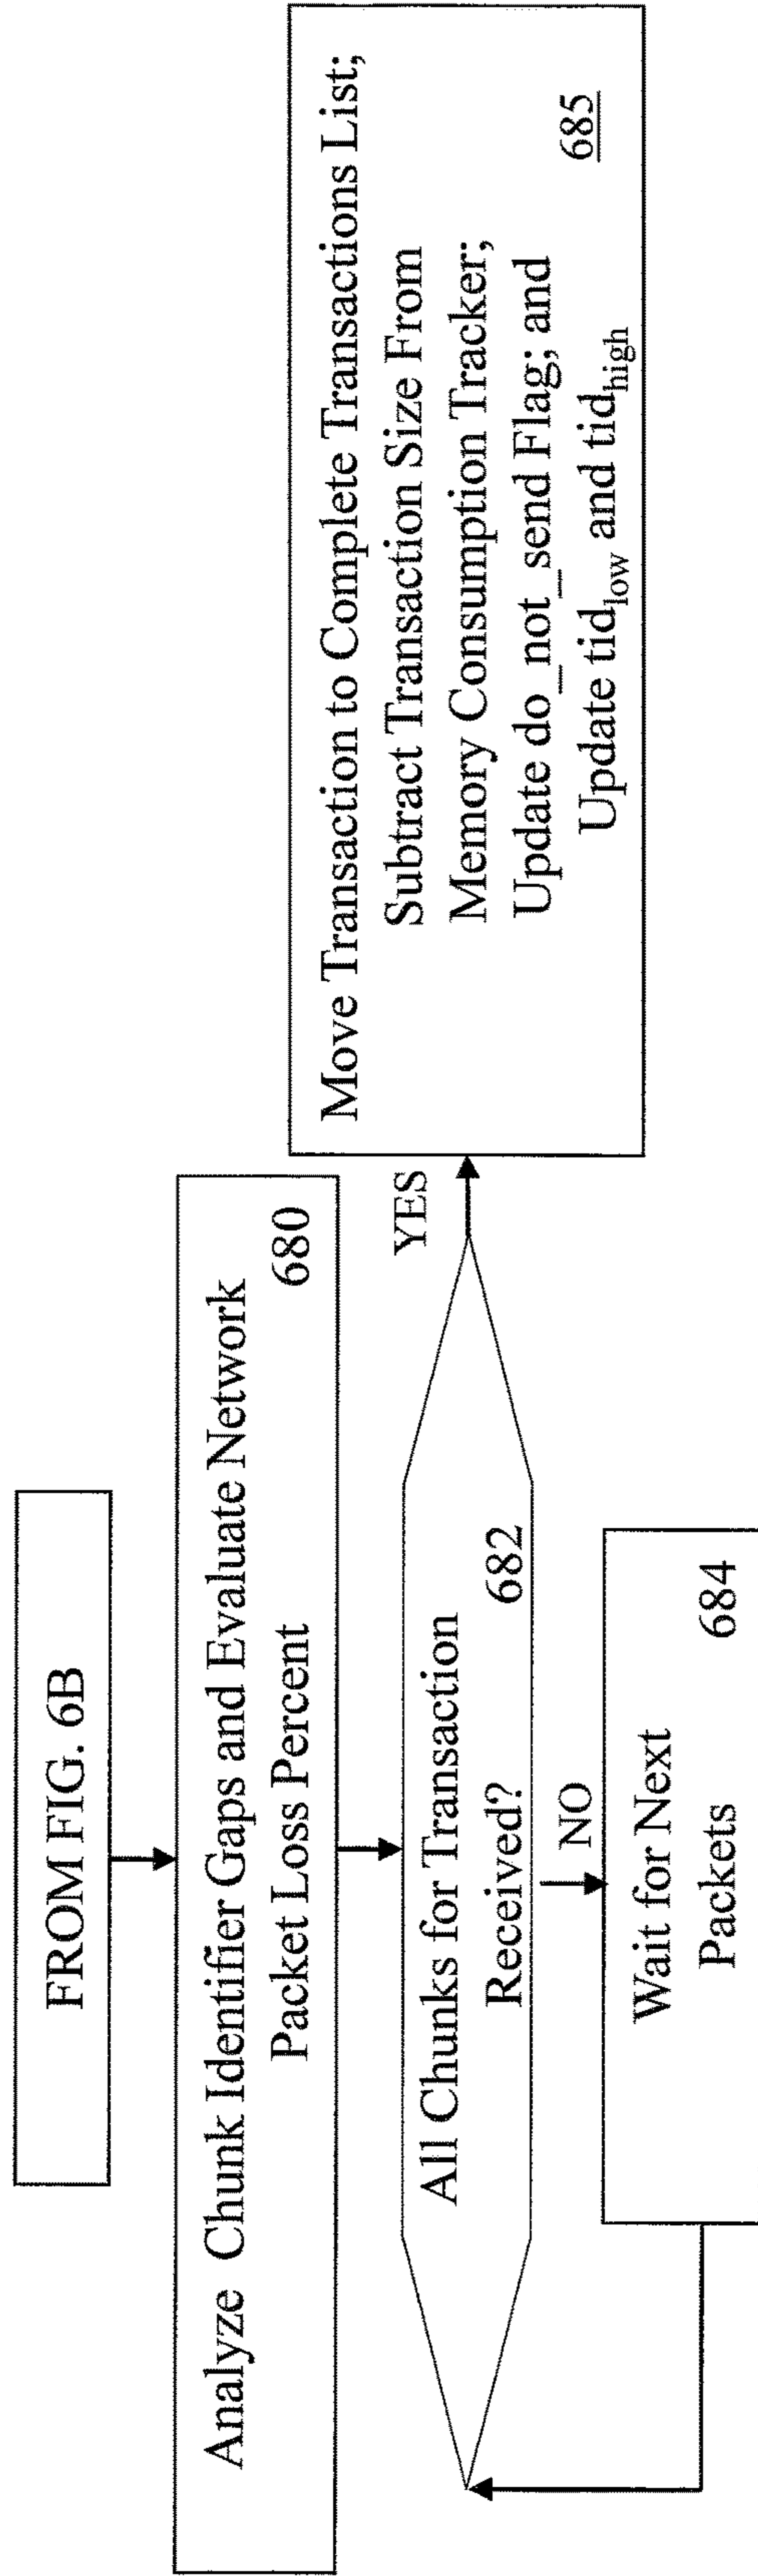 FROM FIG. 6B
Analyze Chunk Identifier Gaps and Evaluate Network
Packet Loss Percent
680
All Chunks for Transaction
Received?
682
YES
NO
Wait for Next
Packets
684
Move Transaction to Complete Transactions List;
Subtract Transaction Size From
Memory Consumption Tracker;
Update do_not_send Flag; and
Update tid_low and tid_high
685